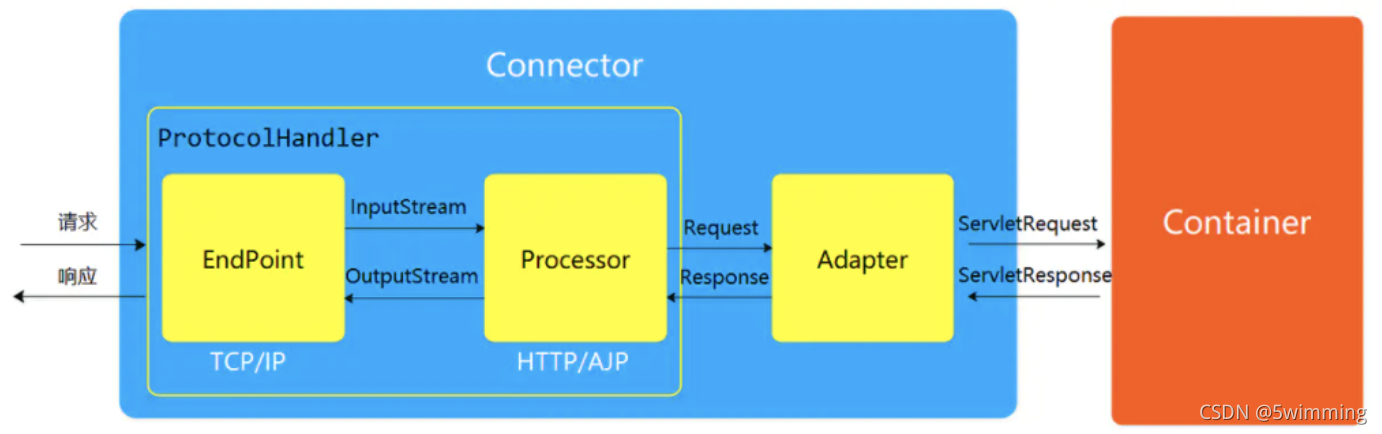 Connector
ProtocolHandler
请求
响应
EndPoint
TCP/IP
InputStream
OutputStream
Processor
HTTP/AJP
Request
Response
Adapter
ServletRequest
ServletResponse
Container
CSDN @5wimming